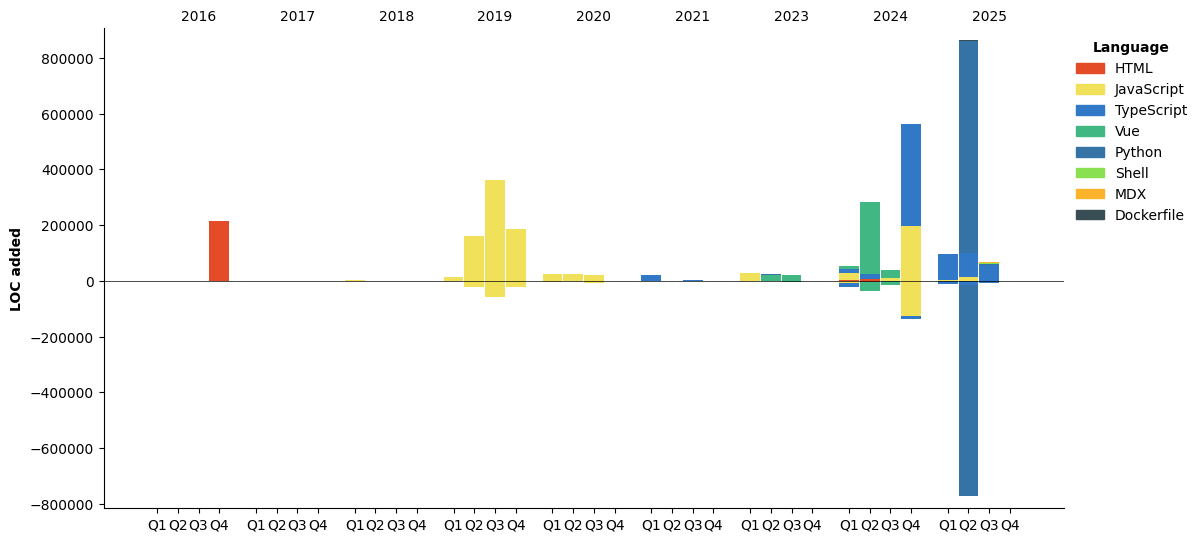 2016 2017 2018 2019 2020 2021 2023 2024 2025
Language
HTML
JavaScript
TypeScript
Vue
Python
Shell
MDX
Dockerfile
LOC added
800000
600000
400000
200000
0
−200000
−400000
−600000
−800000
Q1 Q2 Q3 Q4 Q1 Q2 Q3 Q4 Q1 Q2 Q3 Q4 Q1 Q2 Q3 Q4 Q1 Q2 Q3 Q4 Q1 Q2 Q3 Q4 Q1 Q2 Q3 Q4 Q1 Q2 Q3 Q4 Q1 Q2 Q3 Q4